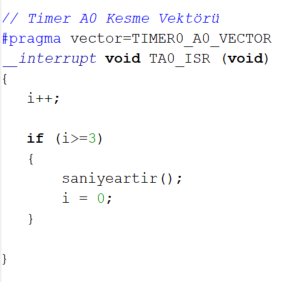 // Timer A0 Kesme Vektörü
#pragma vector=TIMER0_A0_VECTOR
__interrupt void TA0_ISR (void)
{
i++;
if (i>=3)
{
saniyeartir();
i = 0;
}
}